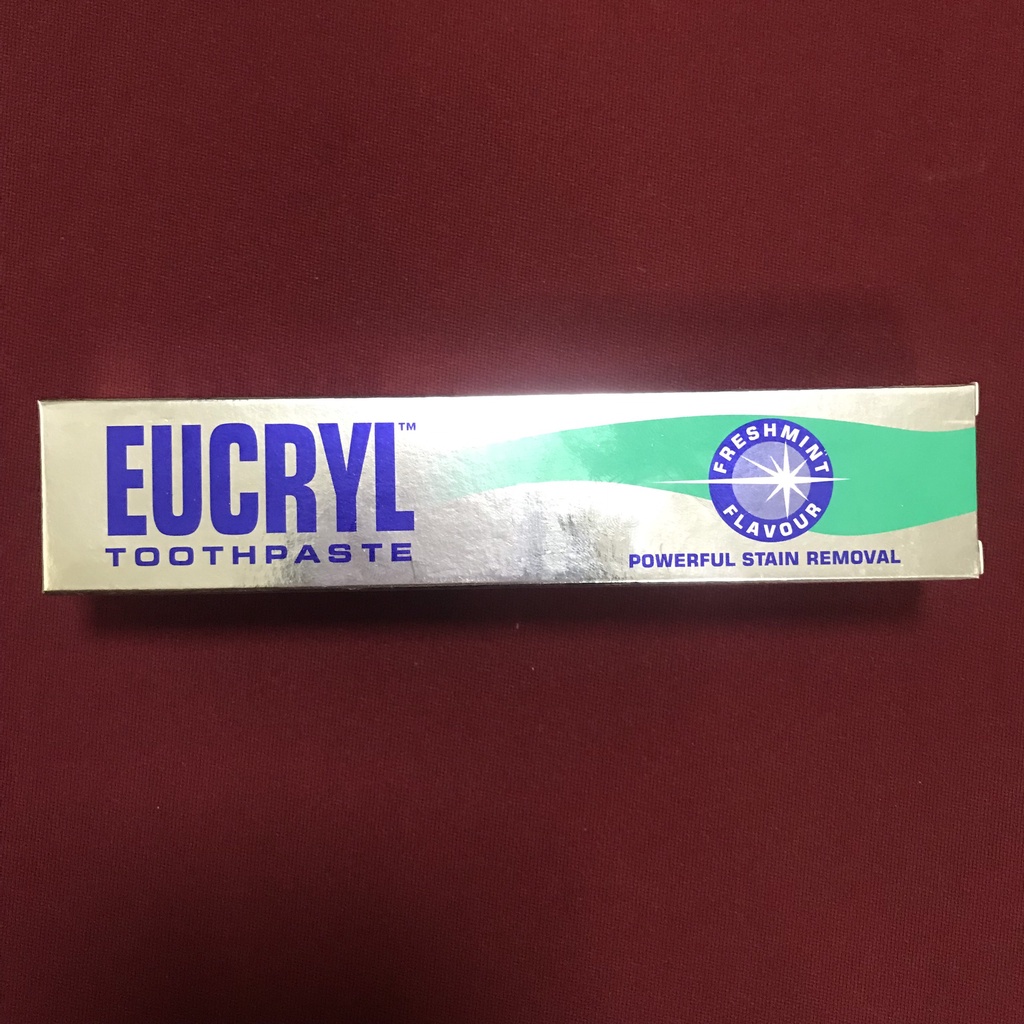 EUCRYL™
TOOTHPASTE
FRESHMINT
FLAVOUR
POWERFUL STAIN REMOVAL